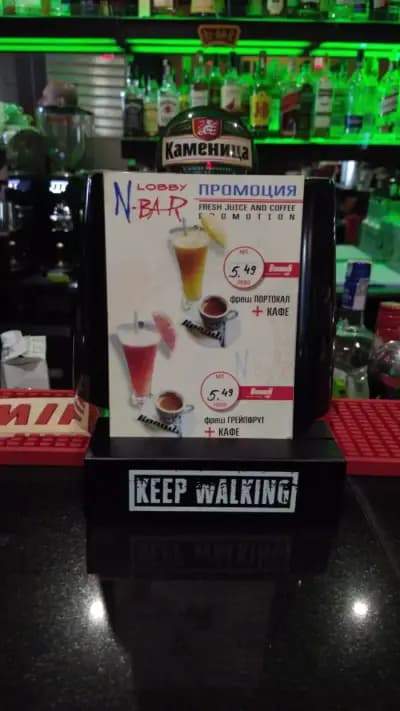 Каменица
LOBBY
N-BAR
ПРОМОЦИЯ
FRESH JUICE AND COFFEE
PROMOTION
5.49
фреш ПОРТОКАЛ
+ КАФЕ
5.49
фреш ГРЕЙПФРУТ
+ КАФЕ
KEEP WALKING